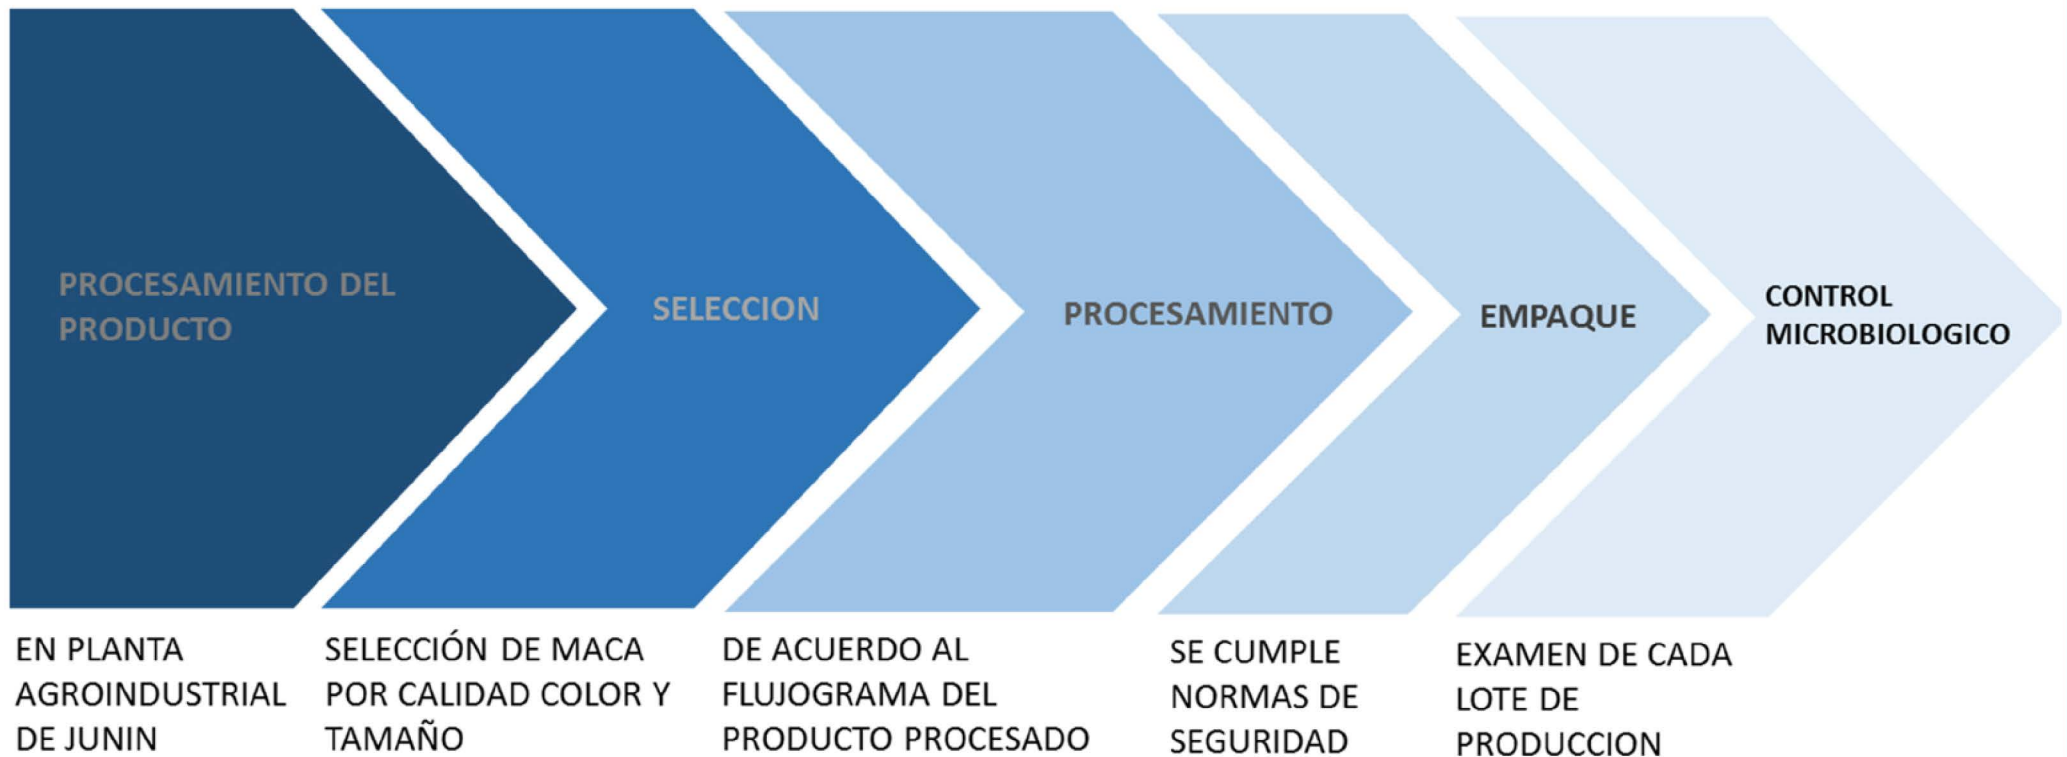 PROCESAMIENTO DEL
PRODUCTO
SELECCION
PROCESAMIENTO
EMPAQUE
CONTROL
MICROBIOLOGICO
EN PLANTA
AGROINDUSTRIAL
DE JUNIN
SELECCIÓN DE MACA
POR CALIDAD COLOR Y
TAMAÑO
DE ACUERDO AL
FLUJOGRAMA DEL
PRODUCTO PROCESADO
SE CUMPLE
NORMAS DE
SEGURIDAD
EXAMEN DE CADA
LOTE DE
PRODUCCION